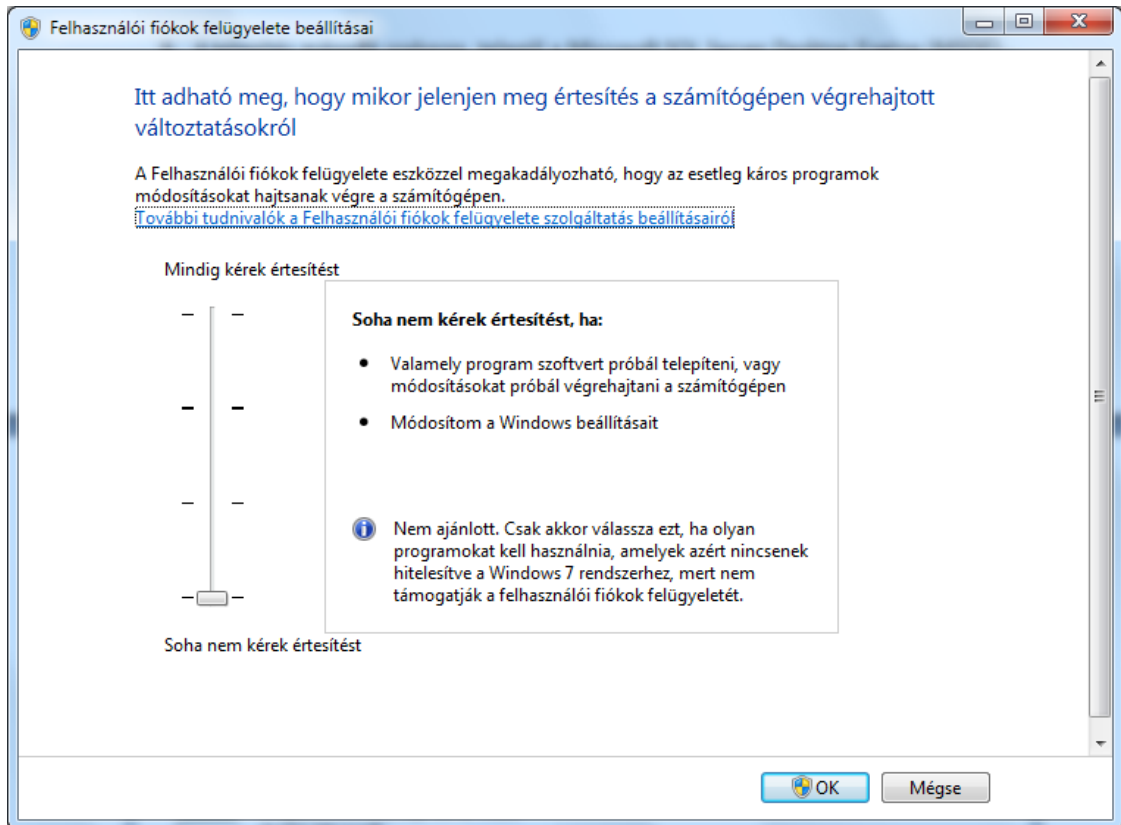 Felhasználói fiókok felügyelete beállításai
Itt adható meg, hogy mikor jelenjen meg értesítés a számítógépen végrehajtott
változtatásokról
A Felhasználói fiókok felügyelete eszközzel megakadályozható, hogy az esetleg káros programok
módosításokat hajtsanak végre a számítógépen.
További tudnivalók a Felhasználói fiókok felügyelete szolgáltatás beállításairól
Mindig kérek értesítést
Soha nem kérek értesítést, ha:
• Valamely program szoftvert próbál telepíteni, vagy
módosításokat próbál végrehajtani a számítógépen
• Módosítom a Windows beállításait
Nem ajánlott. Csak akkor válassza ezt, ha olyan
programokat kell használnia, amelyek azért nincsenek
hitelesítve a Windows 7 rendszerhez, mert nem
támogatják a felhasználói fiókok felügyeletét.
Soha nem kérek értesítést
OK
Mégse